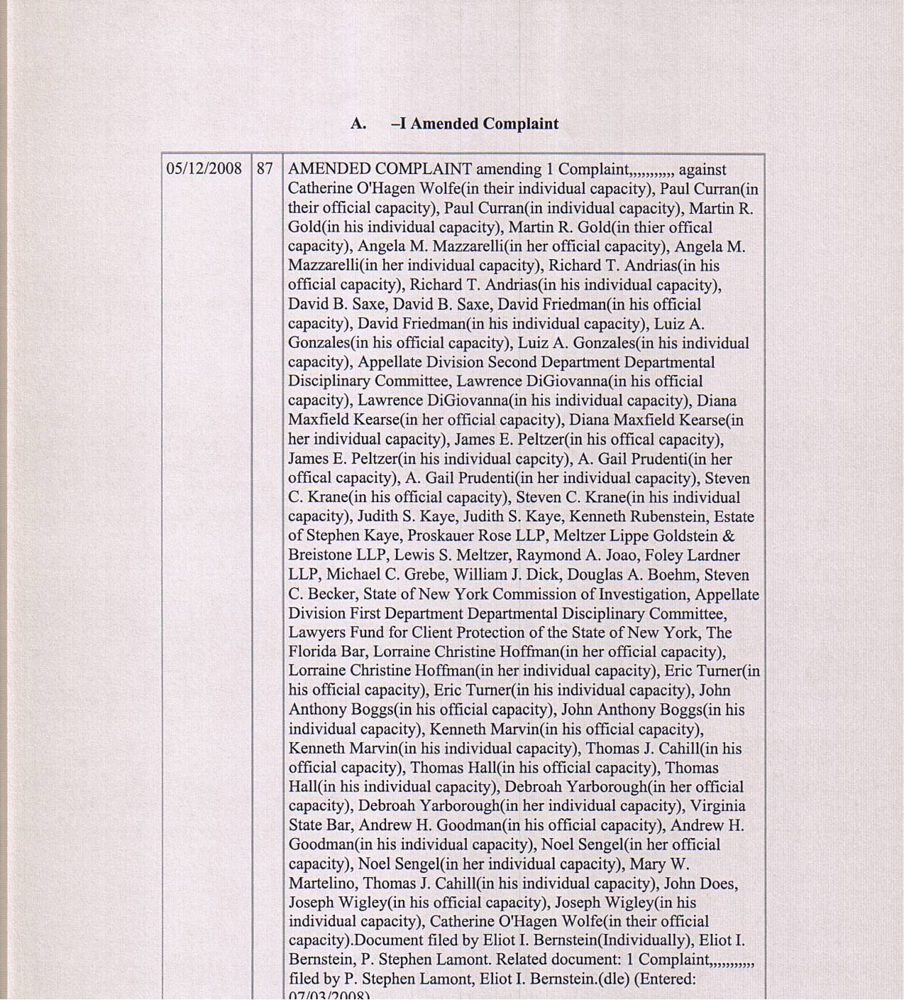 A. –I Amended Complaint
05/12/2008 87 AMENDED COMPLAINT amending 1 Complaint,,,,,,,,,,, against
Catherine O'Hagen Wolfe(in their individual capacity), Paul Curran(in
their official capacity), Paul Curran(in individual capacity), Martin R.
Gold(in his individual capacity), Martin R. Gold(in thier offical
capacity), Angela M. Mazzarelli(in her official capacity), Angela M.
Mazzarelli(in her individual capacity), Richard T. Andrias(in his
official capacity), Richard T. Andrias(in his individual capacity),
David B. Saxe, David B. Saxe, David Friedman(in his official
capacity), David Friedman(in his individual capacity), Luiz A.
Gonzales(in his official capacity), Luiz A. Gonzales(in his individual
capacity), Appellate Division Second Department Departmental
Disciplinary Committee, Lawrence DiGiovanna(in his official
capacity), Lawrence DiGiovanna(in his individual capacity), Diana
Maxfield Kearse(in her official capacity), Diana Maxfield Kearse(in
her individual capacity), James E. Peltzer(in his offical capacity),
James E. Peltzer(in his individual capcity), A. Gail Prudenti(in her
offical capacity), A. Gail Prudenti(in her individual capacity), Steven
C. Krane(in his official capacity), Steven C. Krane(in his individual
capacity), Judith S. Kaye, Judith S. Kaye, Kenneth Rubenstein, Estate
of Stephen Kaye, Proskauer Rose LLP, Meltzer Lippe Goldstein &
Breistone LLP, Lewis S. Meltzer, Raymond A. Joao, Foley Lardner
LLP, Michael C. Grebe, William J. Dick, Douglas A. Boehm, Steven
C. Becker, State of New York Commission of Investigation, Appellate
Division First Department Departmental Disciplinary Committee,
Lawyers Fund for Client Protection of the State of New York, The
Florida Bar, Lorraine Christine Hoffman(in her official capacity),
Lorraine Christine Hoffman(in her individual capacity), Eric Turner(in
his official capacity), Eric Turner(in his individual capacity), John
Anthony Boggs(in his official capacity), John Anthony Boggs(in his
individual capacity), Kenneth Marvin(in his official capacity),
Kenneth Marvin(in his individual capacity), Thomas J. Cahill(in his
official capacity), Thomas Hall(in his official capacity), Thomas
Hall(in his individual capacity), Debroah Yarborough(in her official
capacity), Debroah Yarborough(in her individual capacity), Virginia
State Bar, Andrew H. Goodman(in his official capacity), Andrew H.
Goodman(in his individual capacity), Noel Sengel(in her official
capacity), Noel Sengel(in her individual capacity), Mary W.
Martelino, Thomas J. Cahill(in his individual capacity), John Does,
Joseph Wigley(in his official capacity), Joseph Wigley(in his
individual capacity), Catherine O'Hagen Wolfe(in their official
capacity).Document filed by Eliot I. Bernstein(Individually), Eliot I.
Bernstein, P. Stephen Lamont. Related document: 1 Complaint,,,,,,,,,,,
filed by P. Stephen Lamont, Eliot I. Bernstein.(dle) (Entered:
07/03/2008)